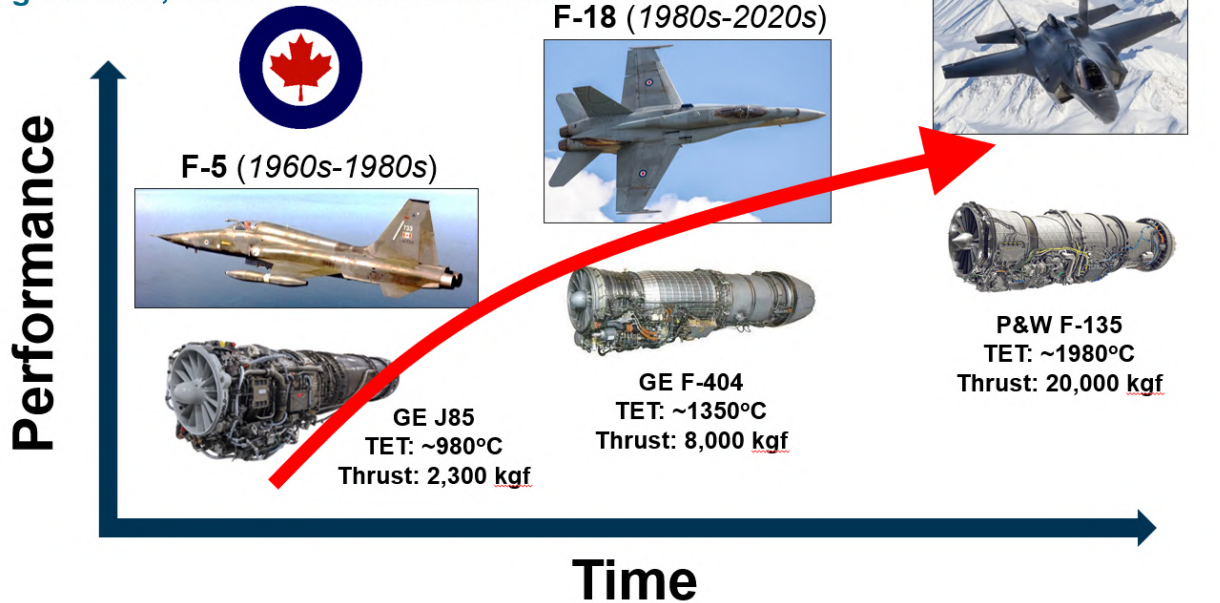 F-18 (1980s-2020s)
F-5 (1960s-1980s)
Performance
733
P&W F-135
TET: ~1980°C
Thrust: 20,000 kgf
GE F-404
TET: ~1350°C
Thrust: 8,000 kgf
GE J85
TET: ~980°C
Thrust: 2,300 kgf
Time